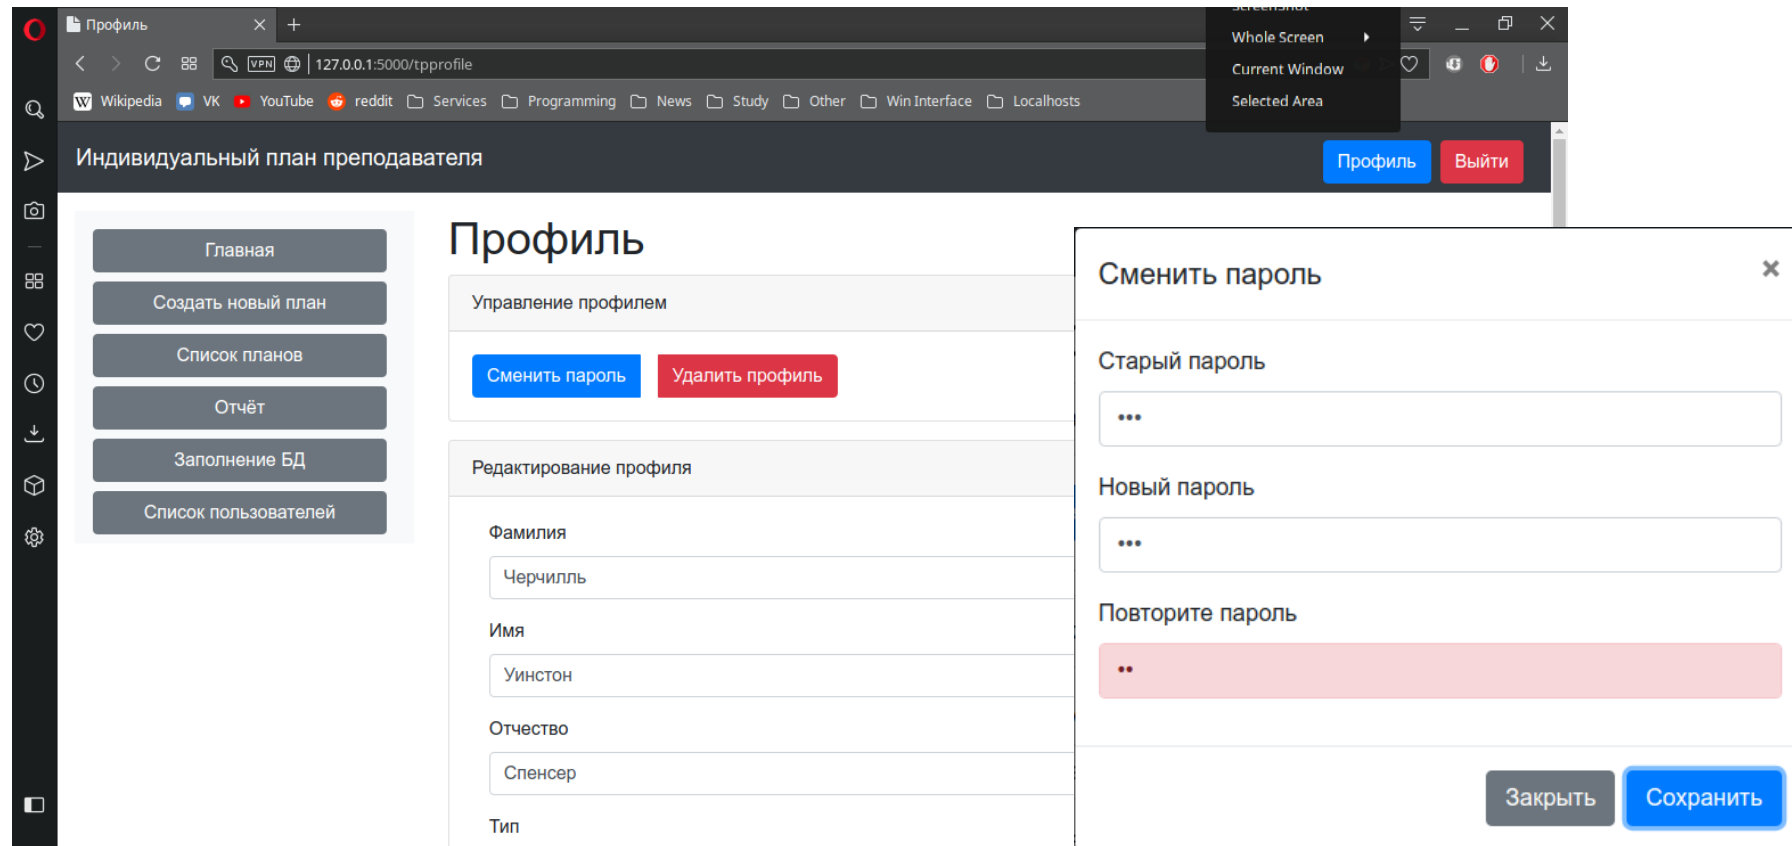 Профиль
ScreenShot
Whole Screen
Current Window
Selected Area
VPN
127.0.0.1:5000/tpprofile
W Wikipedia VK YouTube reddit Services Programming News Study Other Win Interface Localhosts
Индивидуальный план преподавателя
Профиль Выйти
Главная
Создать новый план
Список планов
Отчёт
Заполнение БД
Список пользователей
Профиль
Управление профилем
Сменить пароль Удалить профиль
Редактирование профиля
Фамилия
Черчилль
Имя
Уинстон
Отчество
Спенсер
Тип
Сменить пароль
×
Старый пароль
•••
Новый пароль
•••
Повторите пароль
••
Закрыть Сохранить